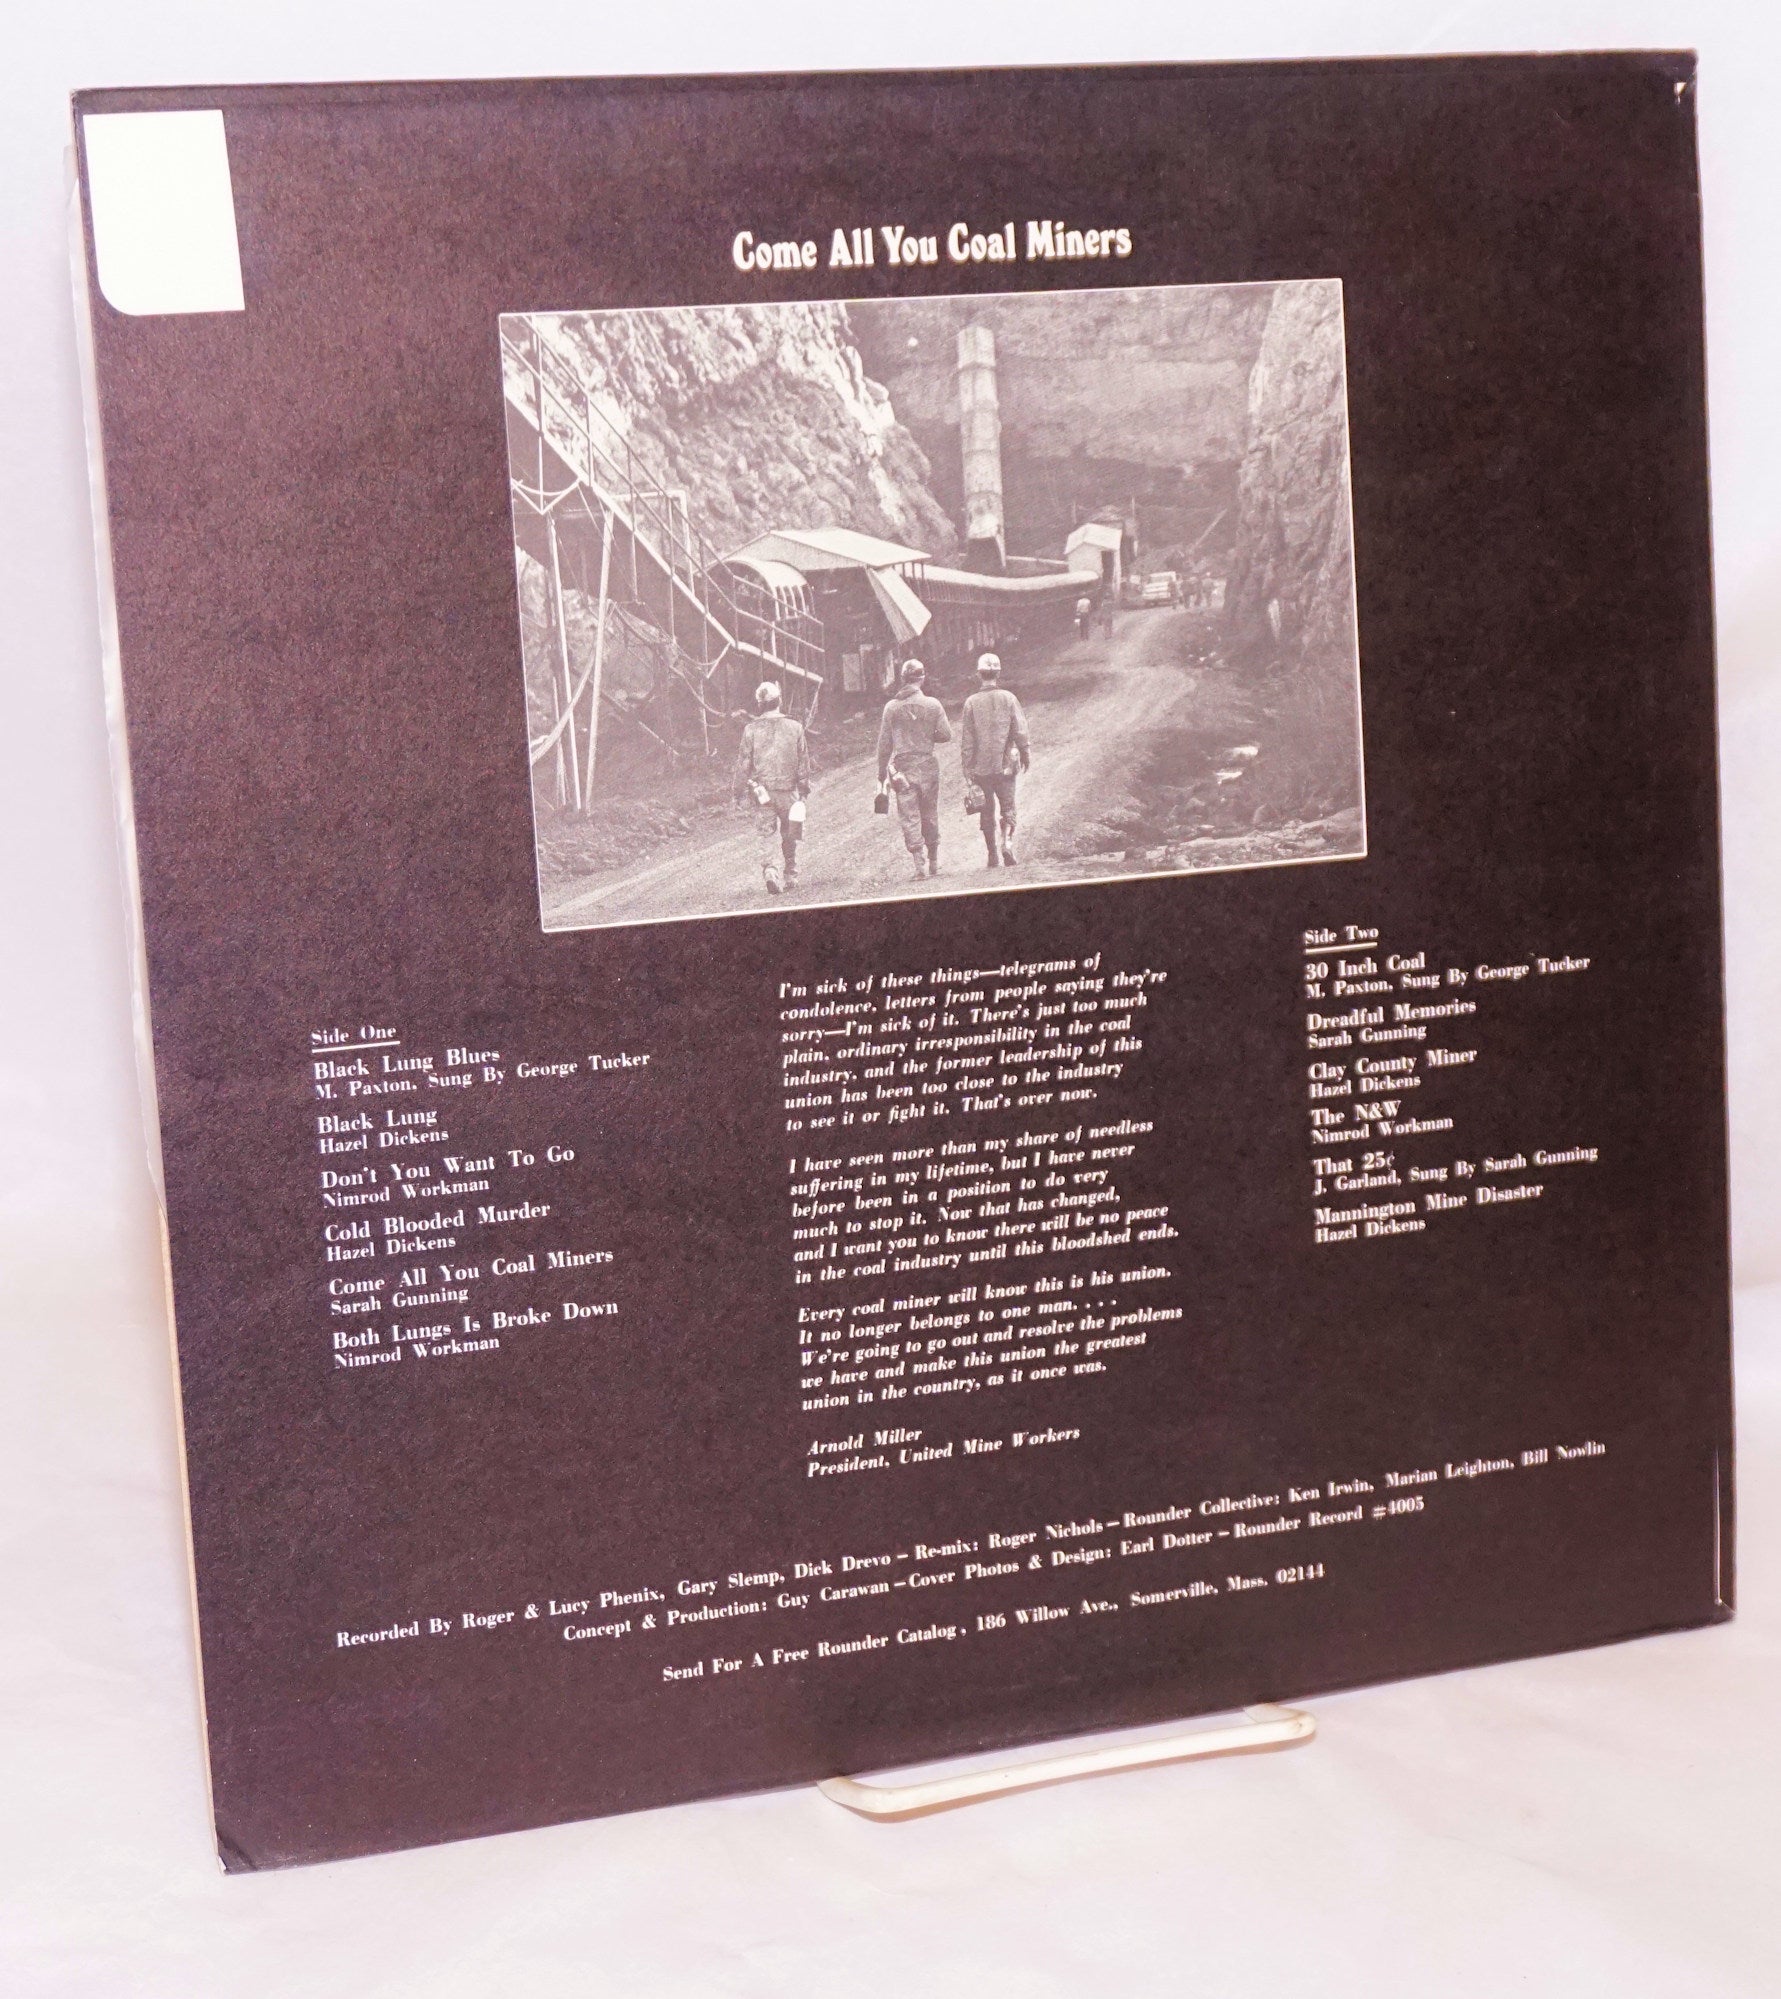 Come All You Coal Miners
Side One
Black Lung Blues
M. Paxton, Sung By George Tucker
Black Lung
Hazel Dickens
Don't You Want To Go
Nimrod Workman
Cold Blooded Murder
Hazel Dickens
Come All You Coal Miners
Sarah Gunning
Both Lungs Is Broke Down
Nimrod Workman
I'm sick of these things—telegrams of
condolence, letters from people saying they're
sorry—I'm sick of it. There's just too much
plain, ordinary irresponsibility in the coal
industry, and the former leadership of this
union has been too close to the industry
to see it or fight it. That's over now.
I have seen more than my share of needless
suffering in my lifetime, but I have never
before been in a position to do very
much to stop it. Now that has changed,
and I want you to know there will be no peace
in the coal industry until this bloodshed ends.
Every coal miner will know this is his union.
It no longer belongs to one man. . . .
We're going to go out and resolve the problems
we have and make this union the greatest
union in the country, as it once was.
Arnold Miller
President, United Mine Workers
Side Two
30 Inch Coal
M. Paxton, Sung By George Tucker
Dreadful Memories
Sarah Gunning
Clay County Miner
Hazel Dickens
The N&W
Nimrod Workman
That 25¢
J. Garland, Sung By Sarah Gunning
Mannington Mine Disaster
Hazel Dickens
Recorded By Roger & Lucy Phenix, Gary Slemp, Dick Drevo – Re-mix: Roger Nichols – Rounder Collective: Ken Irwin, Marian Leighton, Bill Nowlin
Concept & Production: Guy Carawan – Cover Photos & Design: Earl Dotter – Rounder Record #4005
Send For A Free Rounder Catalog, 186 Willow Ave., Somerville, Mass. 02144